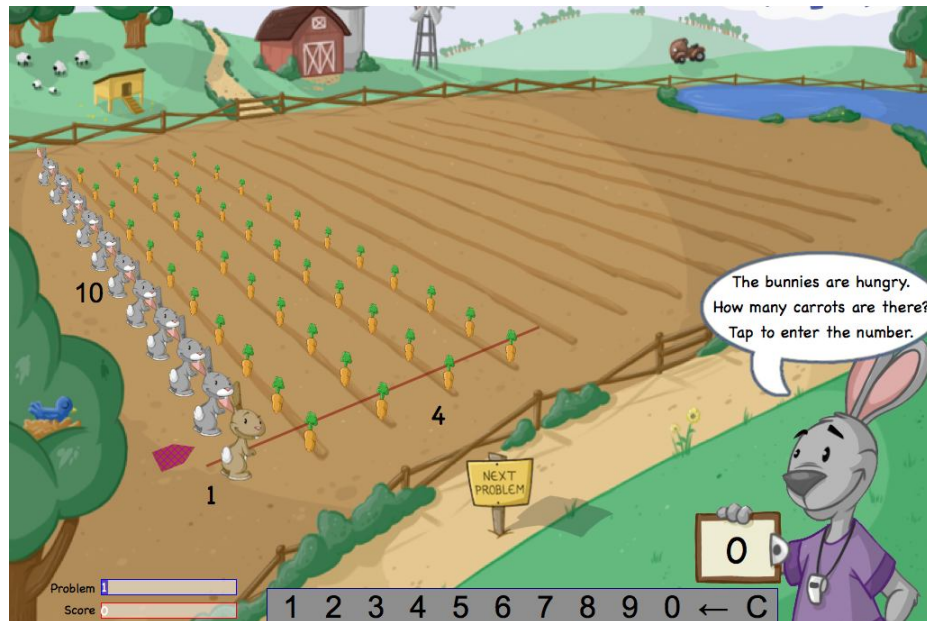 10
The bunnies are hungry.
How many carrots are there?
Tap to enter the number.
4
1
NEXT
PROBLEM
0
Problem 1
Score 0
1 2 3 4 5 6 7 8 9 0 ← C